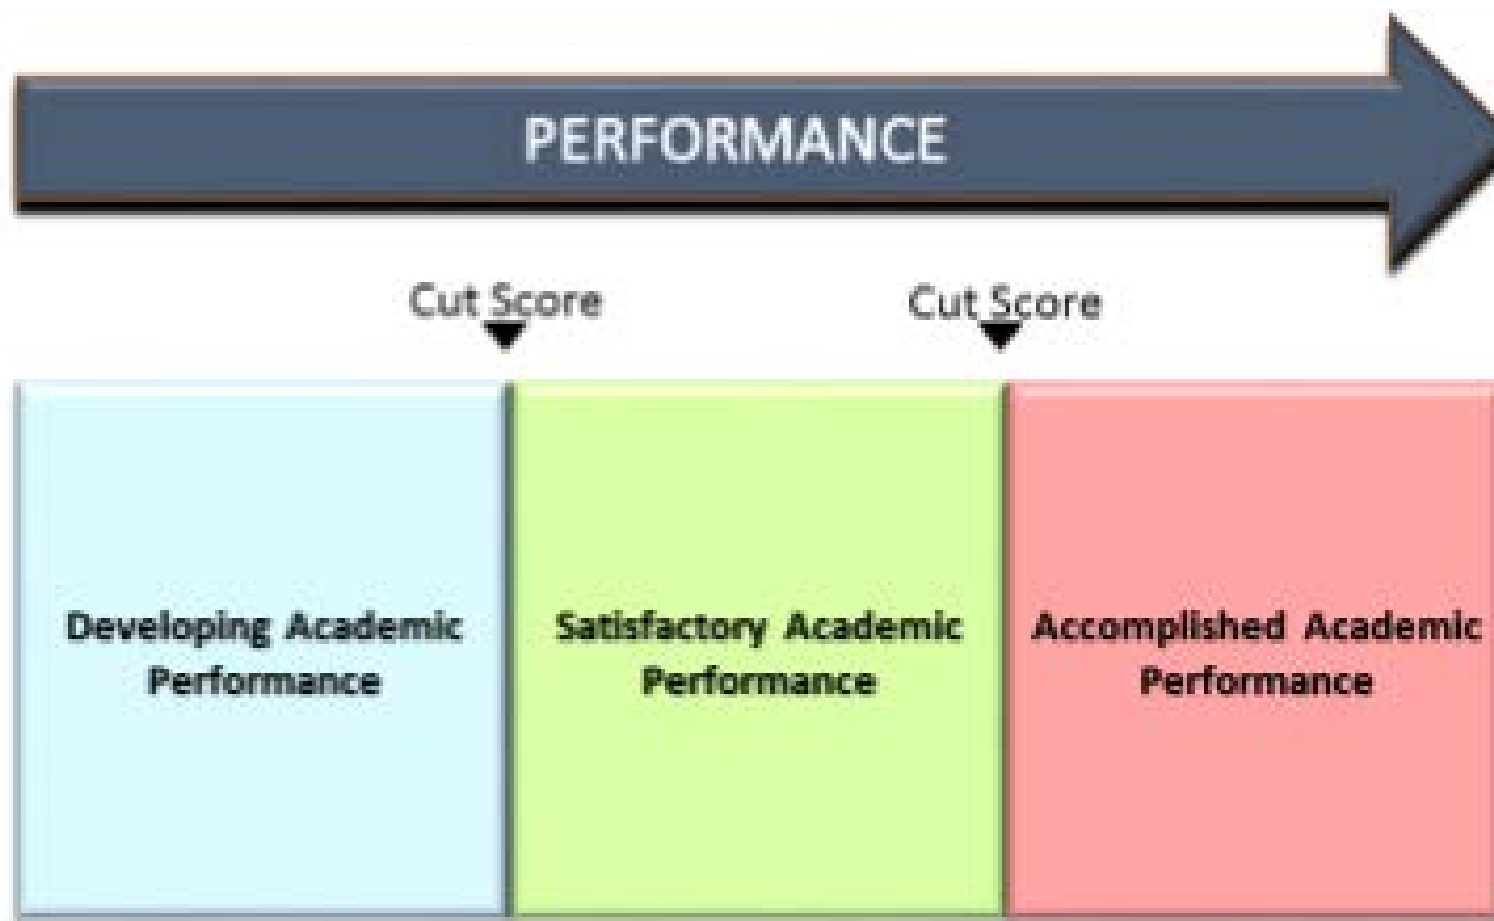 PERFORMANCE
Cut Score
Cut Score
Developing Academic
Performance
Satisfactory Academic
Performance
Accomplished Academic
Performance